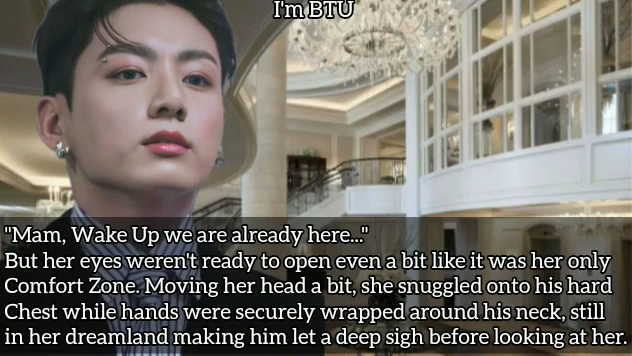 I'm BTU
"Mam, Wake Up we are already here..."
But her eyes weren't ready to open even a bit like it was her only
Comfort Zone. Moving her head a bit, she snuggled onto his hard
Chest while hands were securely wrapped around his neck, still
in her dreamland making him let a deep sigh before looking at her.